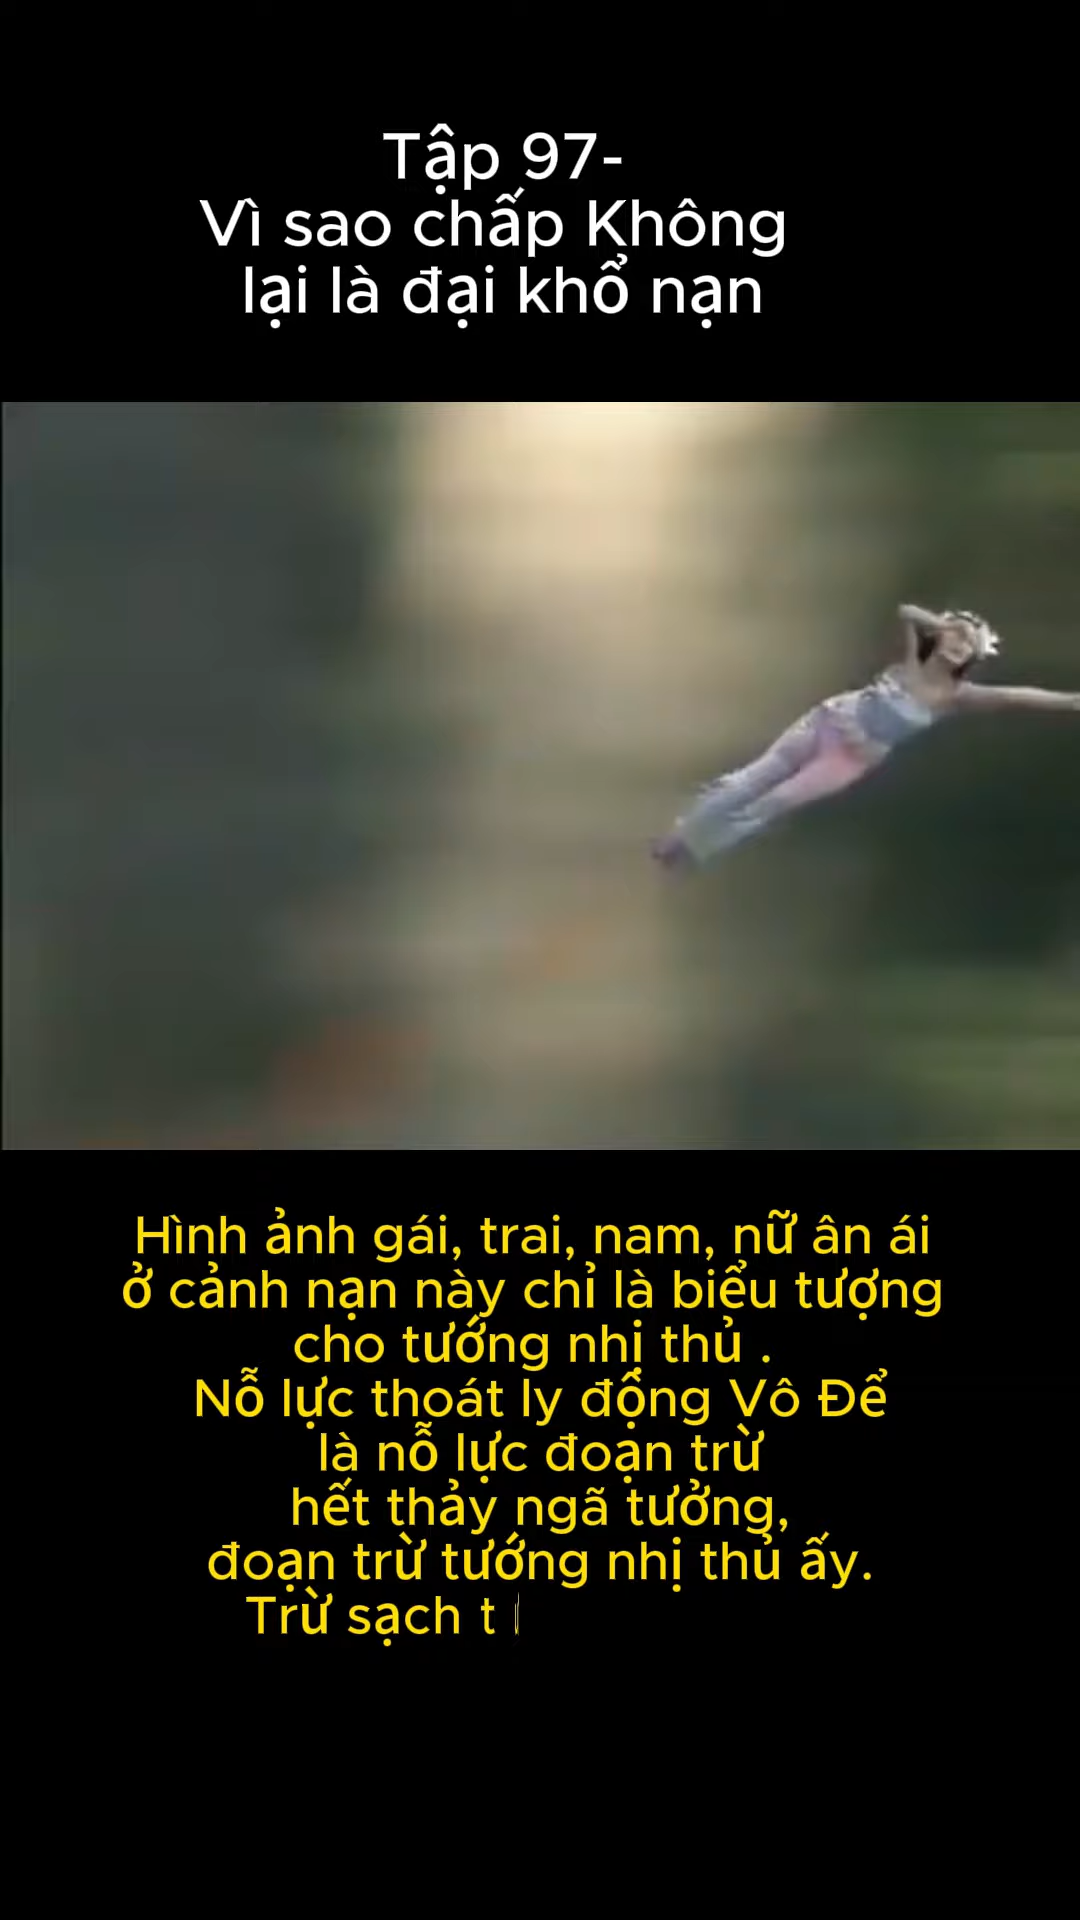 Tập 97-
Vì sao chấp Không
lại là đại khổ nạn
Hình ảnh gái, trai, nam, nữ ân ái
ở cảnh nạn này chỉ là biểu tượng
cho tướng nhị thủ .
Nỗ lực thoát ly động Vô Để
là nỗ lực đoạn trừ
hết thảy ngã tưởng,
đoạn trừ tướng nhị thủ ấy.
Trừ sạch t